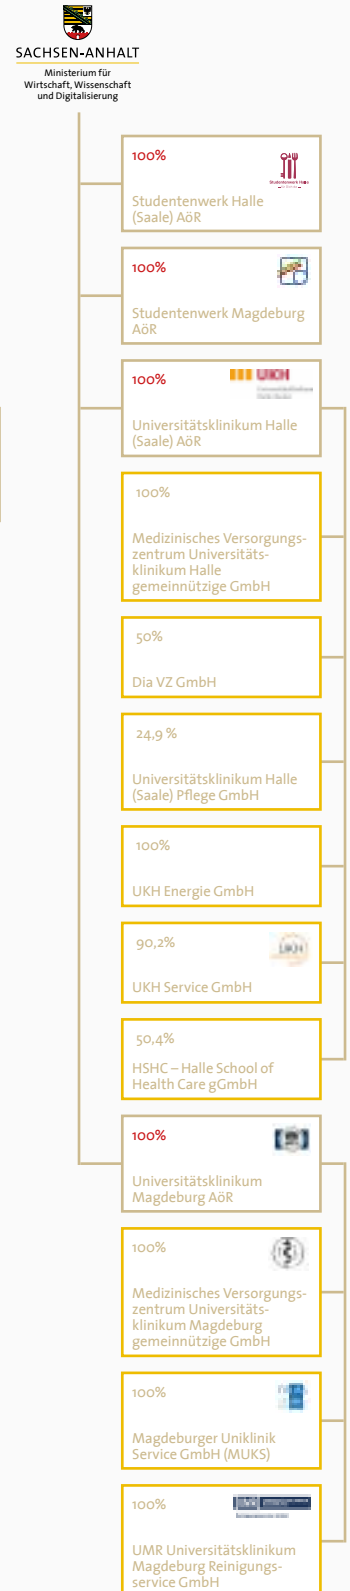 SACHSEN-ANHALT
Ministerium für
Wirtschaft, Wissenschaft
und Digitalisierung
100%
Studentenwerk Halle
(Saale) AöR
100%
Studentenwerk Magdeburg
AöR
100%
UKH
Universitätsklinikum Halle
(Saale) AöR
100%
Medizinisches Versorgungs-
zentrum Universitäts-
klinikum Halle
gemeinnützige GmbH
50%
Dia VZ GmbH
24,9 %
Universitätsklinikum Halle
(Saale) Pflege GmbH
100%
UKH Energie GmbH
90,2%
UKH
UKH Service GmbH
50,4%
HSHC – Halle School of
Health Care gGmbH
100%
Universitätsklinikum
Magdeburg AöR
100%
Medizinisches Versorgungs-
zentrum Universitäts-
klinikum Magdeburg
gemeinnützige GmbH
100%
Magdeburger Uniklinik
Service GmbH (MUKS)
100%
UMR Universitätsklinikum
Magdeburg Reinigungs-
service GmbH